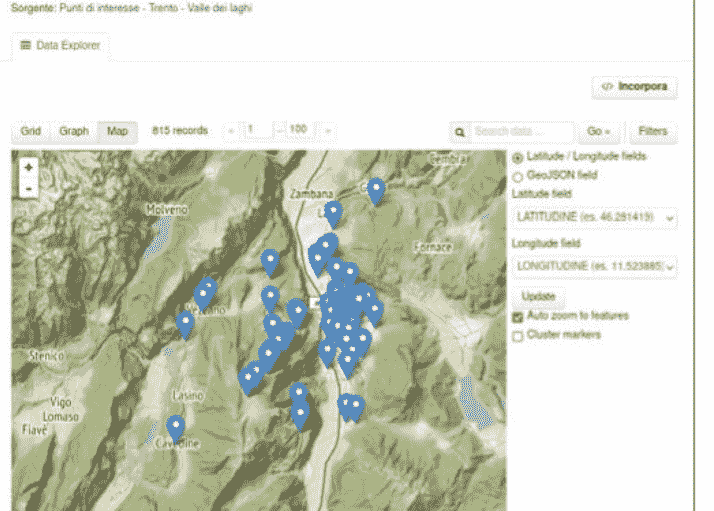 Sorgente: Punti di interesse - Trento - Valle dei laghi
Data Explorer
</> Incorpora
Grid Graph Map 815 records « 1 – 100 » Search data ... Go » Filters
+
-
Latitude / Longitude fields
GeoJSON field
Latitude field
LATITUDINE (es. 46.281419)
Longitude field
LONGITUDINE (es. 11.523885)
Update
Auto zoom to features
Cluster markers
Zambana
Molveno
Fornace
Stenico
Vigo
Lomaso
Fiavè
Lasino
Cavedine